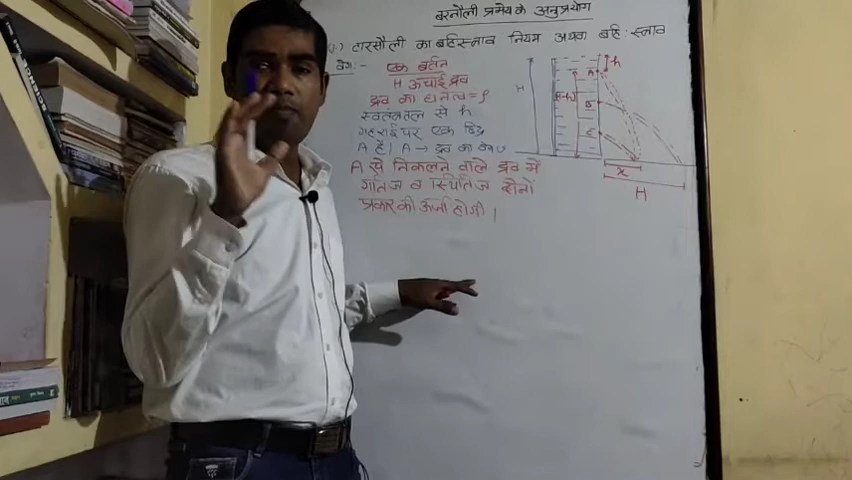 बरनौली प्रमेय के अनुप्रयोग
(1.) टारसौली का बहिस्त्राव नियम अथवा बहिः स्त्राव
वेगः- एक बर्तन
H ऊंचाई द्रव
द्रव का घनत्व = ρ
स्वतंत्रतल से h
गहराई पर एक छिद्र
A है। A → द्रव का वेग υ
A से निकलने वाले द्रव में
गतिज व स्थितिज दोनों
प्रकार की ऊर्जा होगी।
H
A
h
B
C
x
H